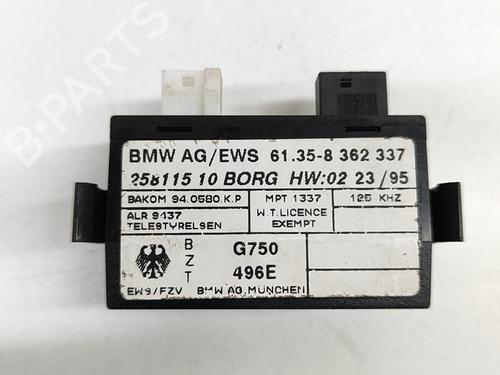 BMW AG/EWS 61.35-8 362 337
258115 10 BORG HW:02 23/95
BAKOM 94.0580.K.P MPT 1337 125 KHZ
ALR 9137 W.T.LICENCE
TELESTYRELSEN EXEMPT
B
Z
T
G750
496E
EWS/FZV BMW AG, MÜNCHEN
B-PARTS